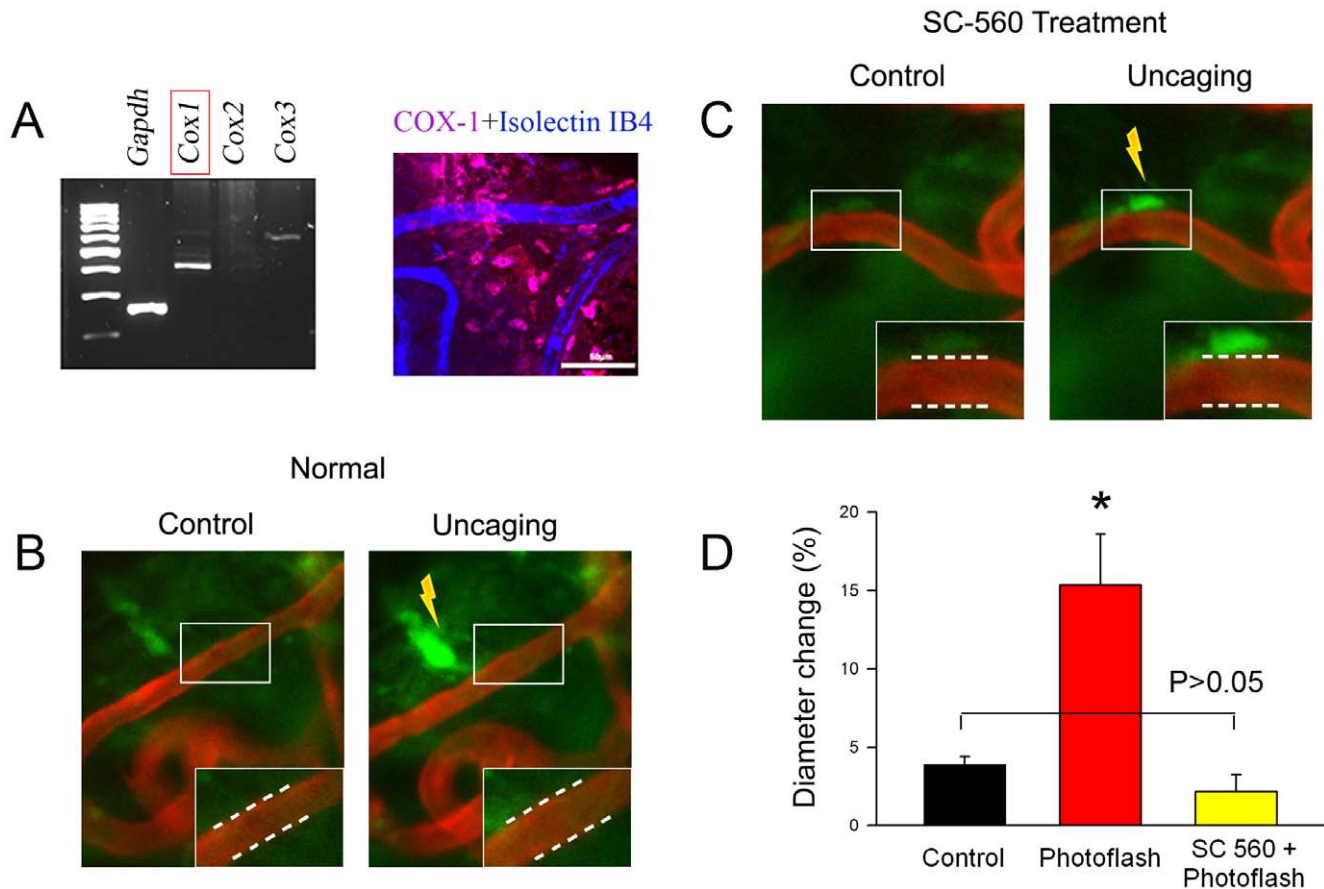 A
Gapdh
Cox1
Cox2
Cox3
COX-1+Isolectin IB4
50µm
Normal
B
Control
Uncaging
SC-560 Treatment
C
Control
Uncaging
D
*
P>0.05
Diameter change (%)
20
15
10
5
0
Control
Photoflash
SC 560 +
Photoflash